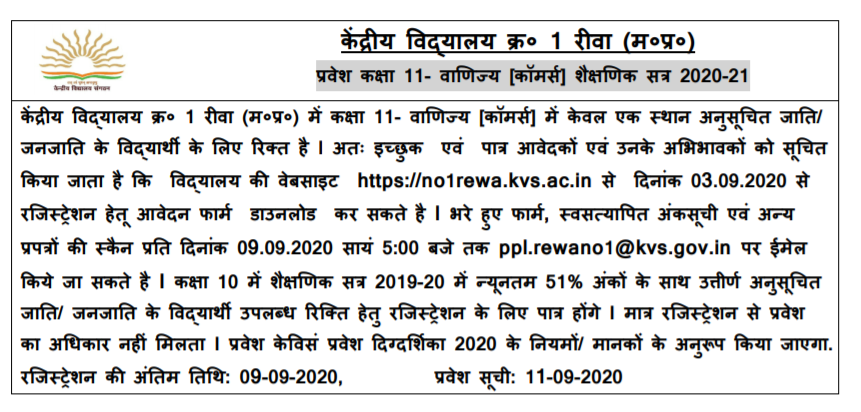 केंद्रीय विद्यालय क्र० 1 रीवा (म०प्र०)
प्रवेश कक्षा 11- वाणिज्य [कॉमर्स] शैक्षणिक सत्र 2020-21
केंद्रीय विद्यालय संगठन
केंद्रीय विद्यालय क्र० 1 रीवा (म०प्र०) में कक्षा 11- वाणिज्य [कॉमर्स] में केवल एक स्थान अनुसूचित जाति/
जनजाति के विद्यार्थी के लिए रिक्त है । अतः इच्छुक एवं पात्र आवेदकों एवं उनके अभिभावकों को सूचित
किया जाता है कि विद्यालय की वेबसाइट https://no1rewa.kvs.ac.in से दिनांक 03.09.2020 से
रजिस्ट्रेशन हेतू आवेदन फार्म डाउनलोड कर सकते है । भरे हुए फार्म, स्वसत्यापित अंकसूची एवं अन्य
प्रपत्रों की स्कैन प्रति दिनांक 09.09.2020 सायं 5:00 बजे तक ppl.rewano1@kvs.gov.in पर ईमेल
किये जा सकते है । कक्षा 10 में शैक्षणिक सत्र 2019-20 में न्यूनतम 51% अंकों के साथ उत्तीर्ण अनुसूचित
जाति/ जनजाति के विद्यार्थी उपलब्ध रिक्ति हेतु रजिस्ट्रेशन के लिए पात्र होंगे । मात्र रजिस्ट्रेशन से प्रवेश
का अधिकार नहीं मिलता । प्रवेश केविसं प्रवेश दिग्दर्शिका 2020 के नियमों/ मानकों के अनुरूप किया जाएगा.
रजिस्ट्रेशन की अंतिम तिथि: 09-09-2020, प्रवेश सूची: 11-09-2020